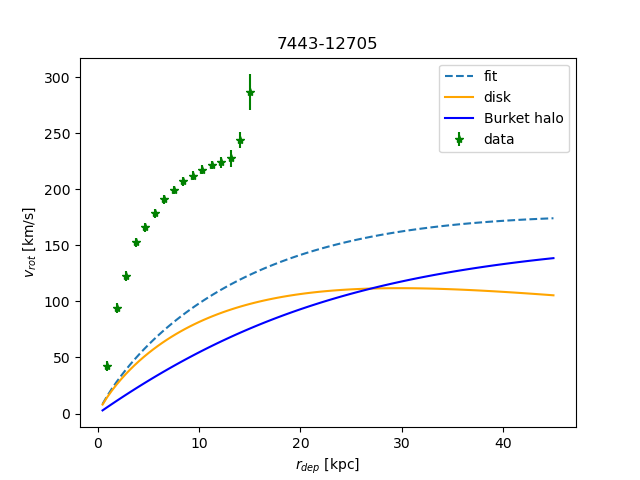 7443-12705
300
250
200
150
100
50
0
v_rot [km/s]
fit
disk
Burket halo
data
0 10 20 30 40
r_dep [kpc]